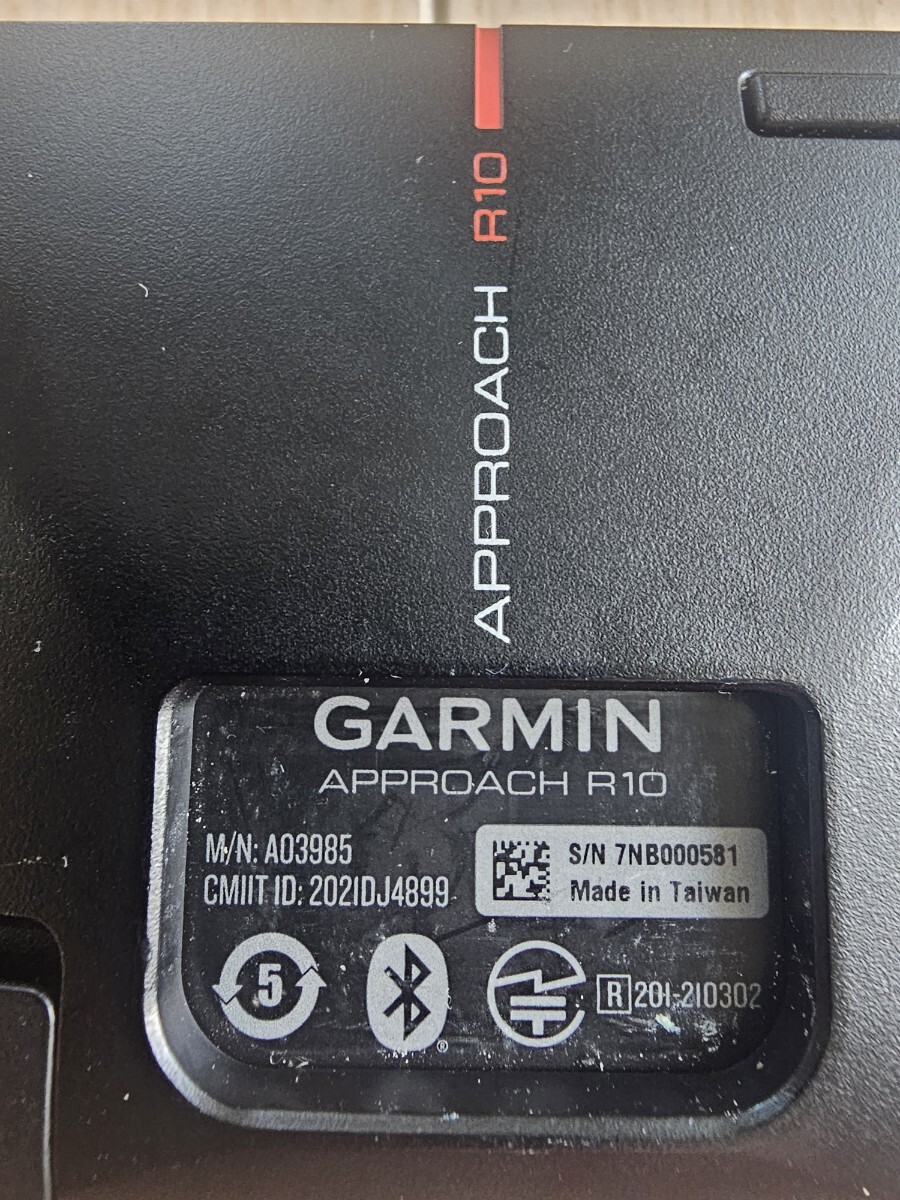 APPROACH R10
GARMIN
APPROACH R10
M/N: A03985
CMIIT ID: 2021DJ4899
S/N 7NB000581
Made in Taiwan
5
®
R 201-210302